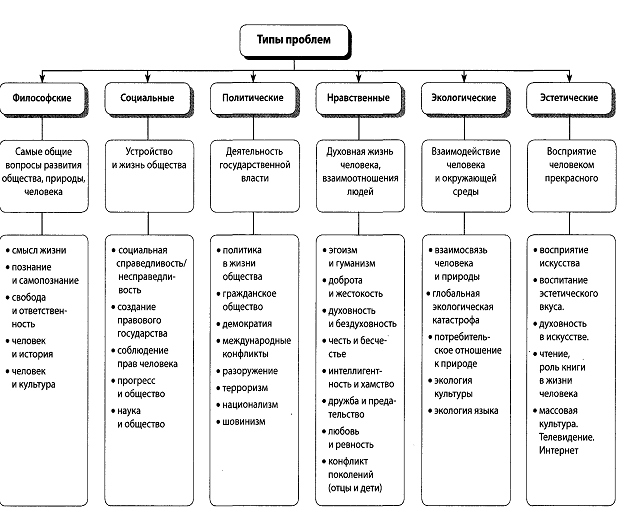 Типы проблем
Философские
Социальные
Политические
Нравственные
Экологические
Эстетические
Самые общие
вопросы развития
общества, природы,
человека
Устройство
и жизнь общества
Деятельность
государственной
власти
Духовная жизнь
человека,
взаимоотношения
людей
Взаимодействие
человека
и окружающей
среды
Восприятие
человеком
прекрасного
• смысл жизни
• познание
и самопознание
• свобода
и ответствен-
ность
• человек
и история
• человек
и культура
• социальная
справедливость/
несправедли-
вость
• создание
правового
государства
• соблюдение
прав человека
• прогресс
и общество
• наука
и общество
• политика
в жизни
общества
• гражданское
общество
• демократия
• международные
конфликты
• разоружение
• терроризм
• национализм
• шовинизм
• эгоизм
и гуманизм
• доброта
и жестокость
• духовность
и бездуховность
• честь и бесче-
стье
• интеллигент-
ность и хамство
• дружба и преда-
тельство
• любовь
и ревность
• конфликт
поколений
(отцы и дети)
• взаимосвязь
человека
и природы
• глобальная
экологическая
катастрофа
• потребитель-
ское отношение
к природе
• экология
культуры
• экология языка
• восприятие
искусства
• воспитание
эстетического
вкуса.
• духовность
в искусстве.
• чтение,
роль книги
в жизни
человека
• массовая
культура.
Телевидение.
Интернет